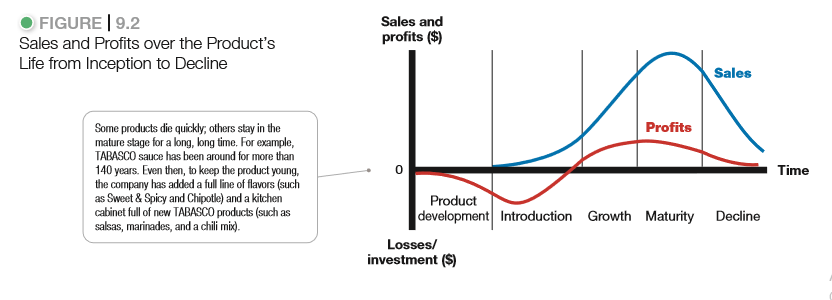 FIGURE | 9.2
Sales and Profits over the Product's
Life from Inception to Decline
Some products die quickly; others stay in the
mature stage for a long, long time. For example,
TABASCO sauce has been around for more than
140 years. Even then, to keep the product young,
the company has added a full line of flavors (such
as Sweet & Spicy and Chipotle) and a kitchen
cabinet full of new TABASCO products (such as
salsas, marinades, and a chili mix).
Sales and
profits ($)
Sales
Profits
0
Time
Product
development
Introduction
Growth
Maturity
Decline
Losses/
investment ($)